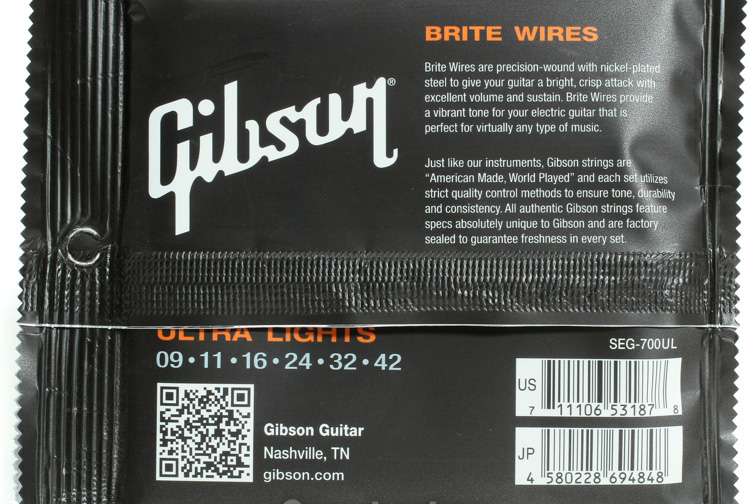 Gibson®
BRITE WIRES
Brite Wires are precision-wound with nickel-plated
steel to give your guitar a bright, crisp attack with
excellent volume and sustain. Brite Wires provide
a vibrant tone for your electric guitar that is
perfect for virtually any type of music.
Just like our instruments, Gibson strings are
“American Made, World Played” and each set utilizes
strict quality control methods to ensure tone, durability
and consistency. All authentic Gibson strings feature
specs absolutely unique to Gibson and are factory
sealed to guarantee freshness in every set.
ULTRA LIGHTS
09•11•16•24•32•42
Gibson Guitar
Nashville, TN
gibson.com
SEG-700UL
US
7 11106 53187 8
JP
4 580228 694848